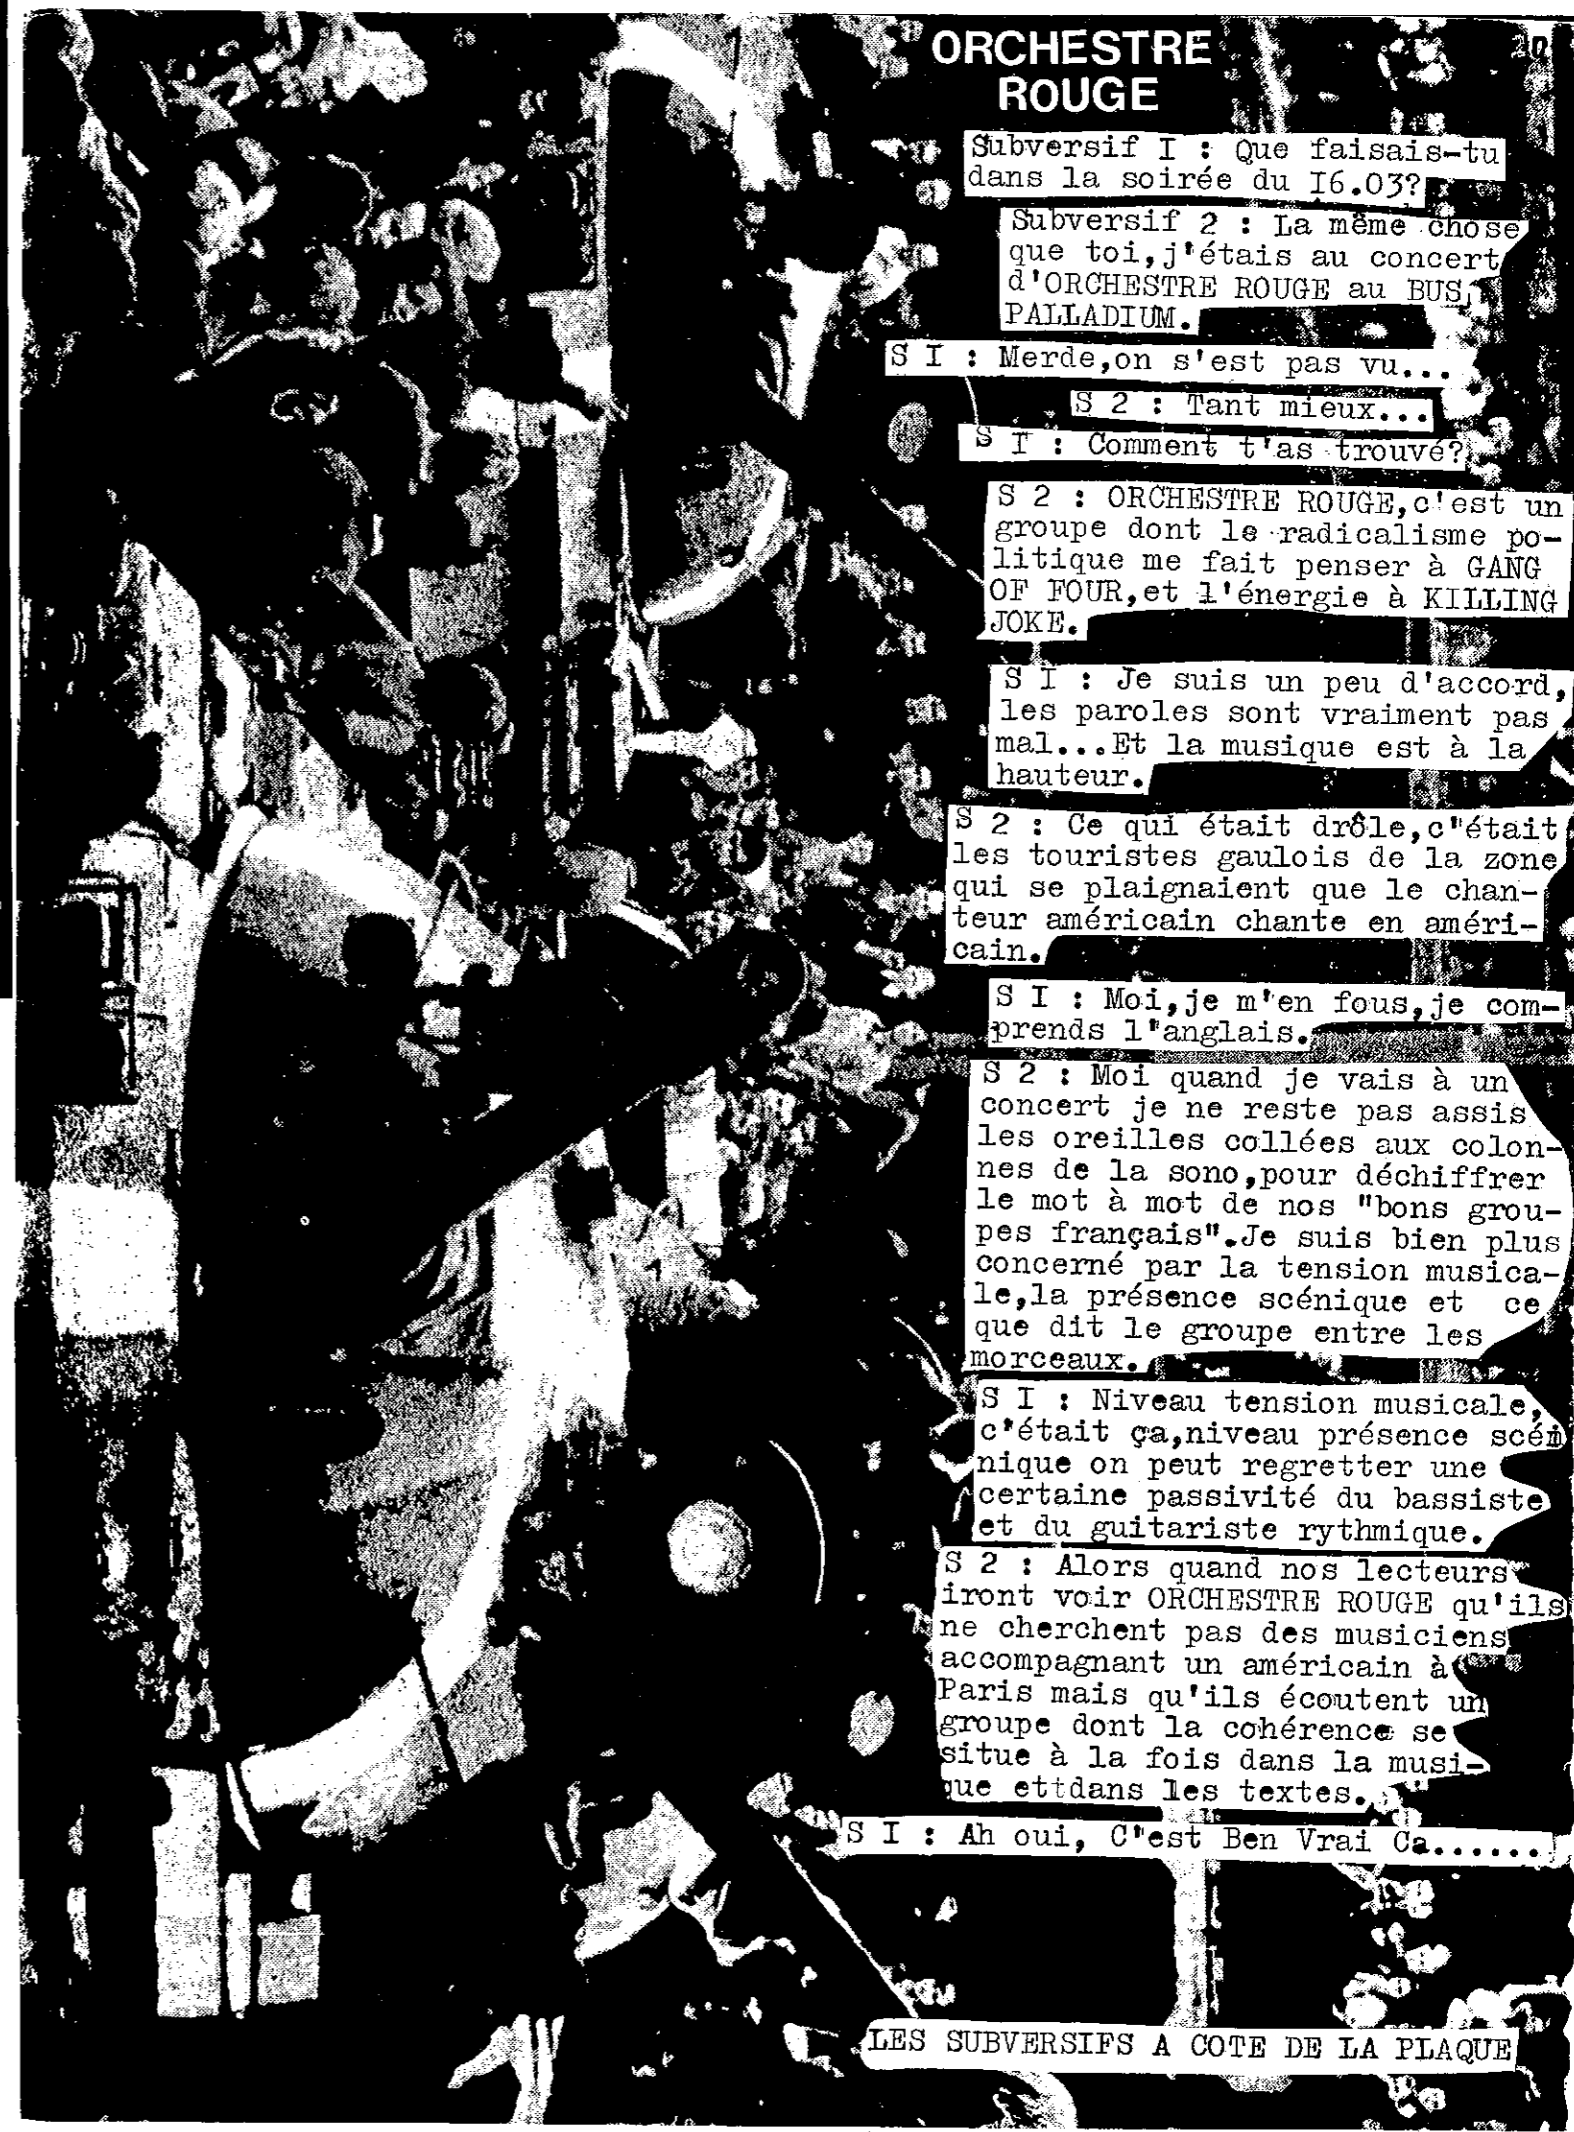 ORCHESTRE
ROUGE
Subversif I : Que faisais-tu
dans la soirée du I6.03?
Subversif 2 : La même chose
que toi,j'étais au concert
d'ORCHESTRE ROUGE au BUS
PALLADIUM.
S I : Merde,on s'est pas vu...
S 2 : Tant mieux...
S I : Comment t'as trouvé?
S 2 : ORCHESTRE ROUGE,c'est un
groupe dont le radicalisme po-
litique me fait penser à GANG
OF FOUR,et l'énergie à KILLING
JOKE.
S I : Je suis un peu d'accord,
les paroles sont vraiment pas
mal...Et la musique est à la
hauteur.
S 2 : Ce qui était drôle,c"était
les touristes gaulois de la zone
qui se plaignaient que le chan-
teur américain chante en améri-
cain.
S I : Moi,je m'en fous,je com-
prends l'anglais.
S 2 : Moi quand je vais à un
concert je ne reste pas assis
les oreilles collées aux colon-
nes de la sono,pour déchiffrer
le mot à mot de nos "bons grou-
pes français".Je suis bien plus
concerné par la tension musica-
le,la présence scénique et ce
que dit le groupe entre les
morceaux.
S I : Niveau tension musicale,
c'était ça,niveau présence scé
nique on peut regretter une
certaine passivité du bassiste
et du guitariste rythmique.
S 2 : Alors quand nos lecteurs
iront voir ORCHESTRE ROUGE qu'ils
ne cherchent pas des musiciens
accompagnant un américain à
Paris mais qu'ils écoutent un
groupe dont la cohérence se
situe à la fois dans la musi-
que ettdans les textes.
S I : Ah oui, C'est Ben Vrai Ca......
LES SUBVERSIFS A COTE DE LA PLAQUE